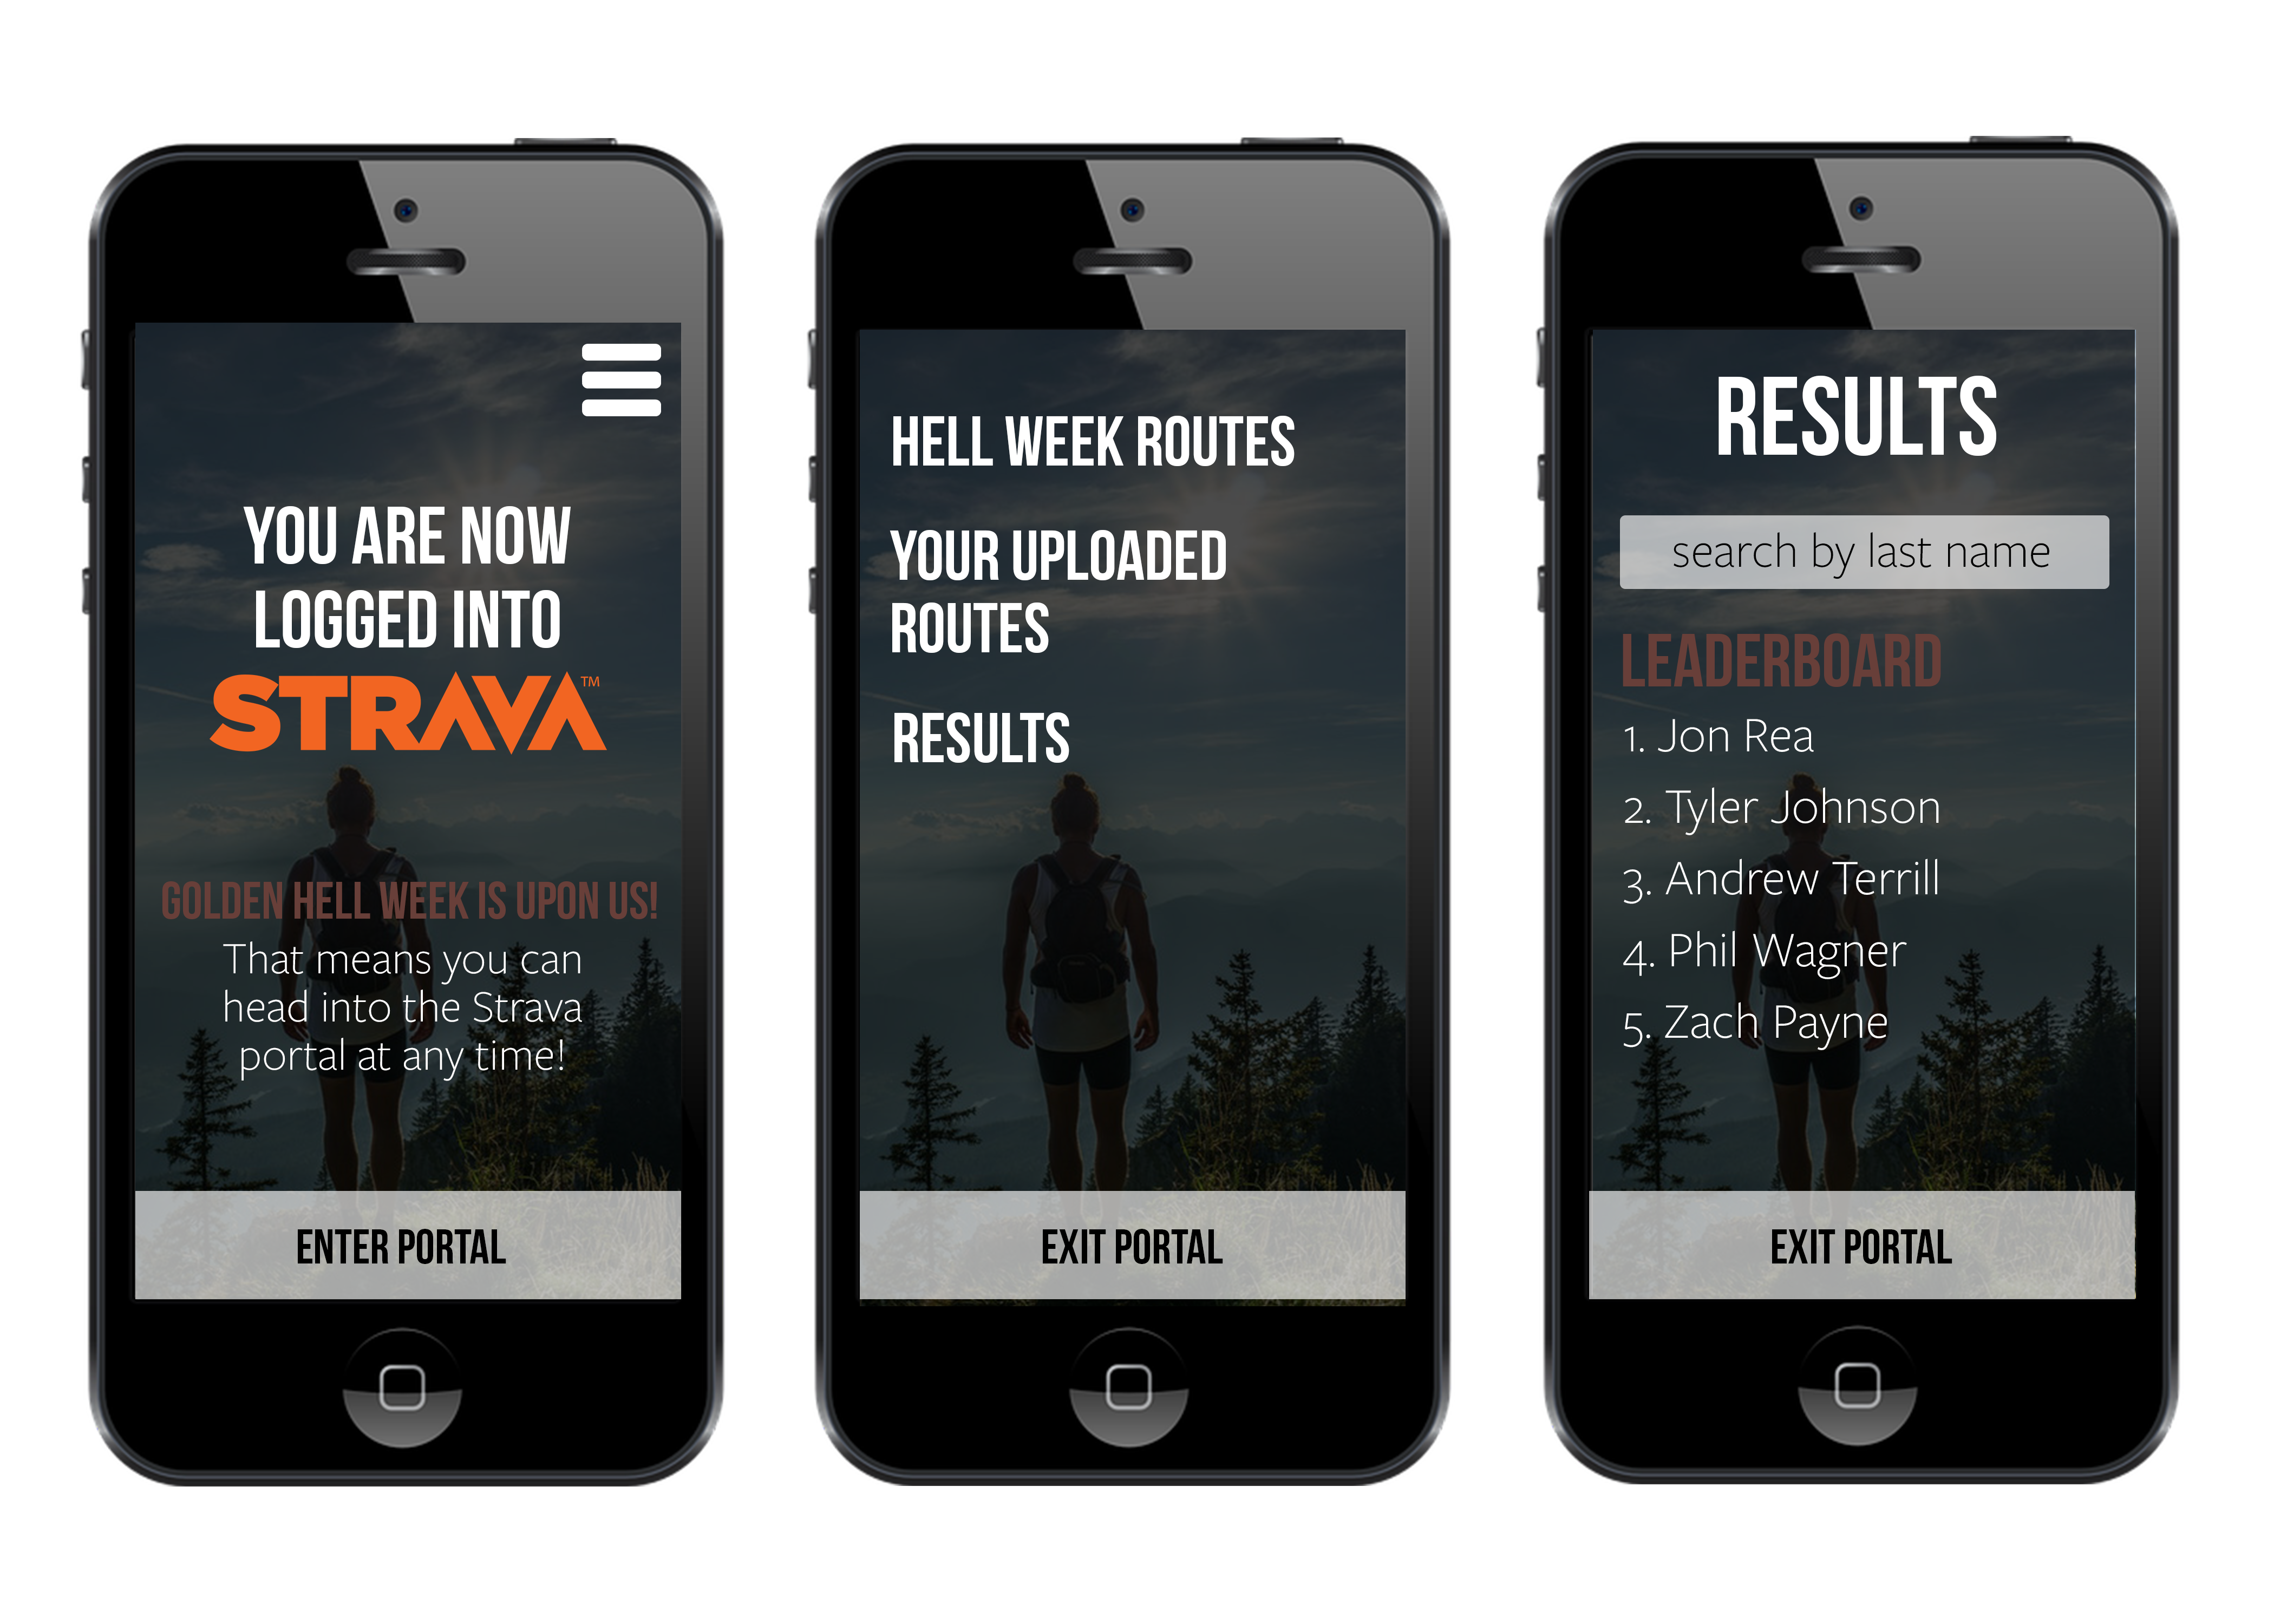 YOU ARE NOW
LOGGED INTO
STRAVA™
GOLDEN HELL WEEK IS UPON US!
That means you can
head into the Strava
portal at any time!
ENTER PORTAL
HELL WEEK ROUTES
YOUR UPLOADED
ROUTES
RESULTS
EXIT PORTAL
RESULTS
search by last name
LEADERBOARD
1. Jon Rea
2. Tyler Johnson
3. Andrew Terrill
4. Phil Wagner
5. Zach Payne
EXIT PORTAL